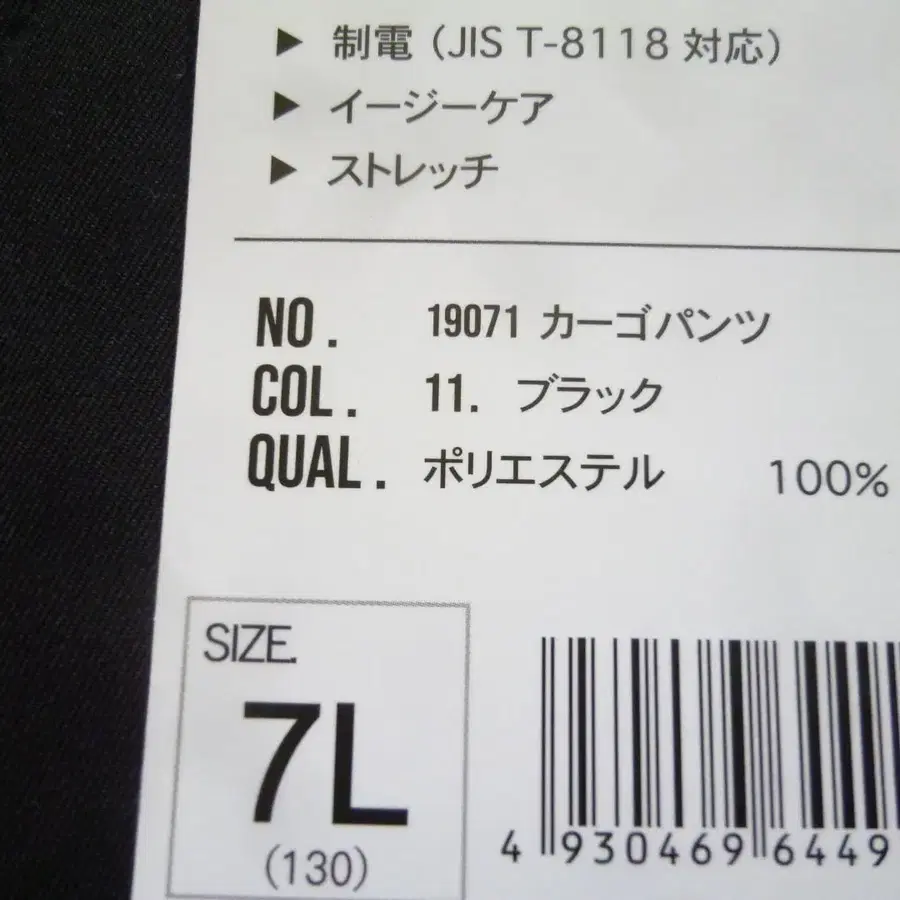 ▶ 制電（JIS T-8118 対応）
▶ イージーケア
▶ ストレッチ
NO. 19071 カーゴパンツ
COL. 11. ブラック
QUAL. ポリエステル 100%
SIZE.
7L
(130)
4 930469 6449